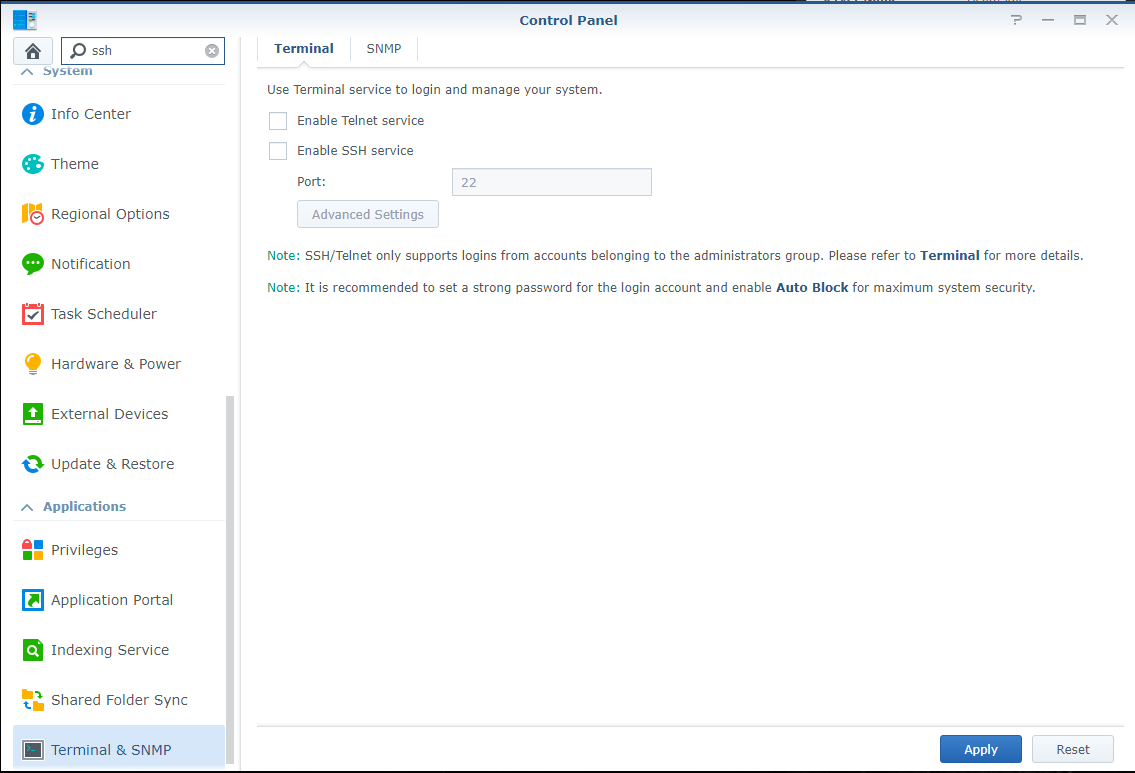 Control Panel
ssh
System
Info Center
Theme
Regional Options
Notification
Task Scheduler
Hardware & Power
External Devices
Update & Restore
Applications
Privileges
Application Portal
Indexing Service
Shared Folder Sync
Terminal & SNMP
Terminal SNMP
Use Terminal service to login and manage your system.
Enable Telnet service
Enable SSH service
Port: 22
Advanced Settings
Note: SSH/Telnet only supports logins from accounts belonging to the administrators group. Please refer to Terminal for more details.
Note: It is recommended to set a strong password for the login account and enable Auto Block for maximum system security.
Apply Reset